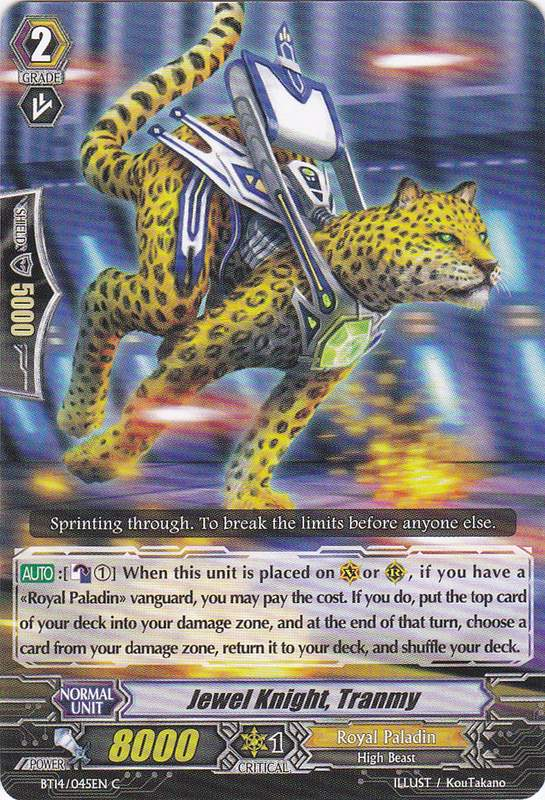 2
GRADE
SHIELD
5000
Sprinting through. To break the limits before anyone else.
AUTO :[ ①] When this unit is placed on V or R, if you have a
«Royal Paladin» vanguard, you may pay the cost. If you do, put the top card
of your deck into your damage zone, and at the end of that turn, choose a
card from your damage zone, return it to your deck, and shuffle your deck.
NORMAL
UNIT
Jewel Knight, Tranmy
POWER
8000
1
CRITICAL
Royal Paladin
High Beast
BT14/045EN C
ILLUST / KouTakano